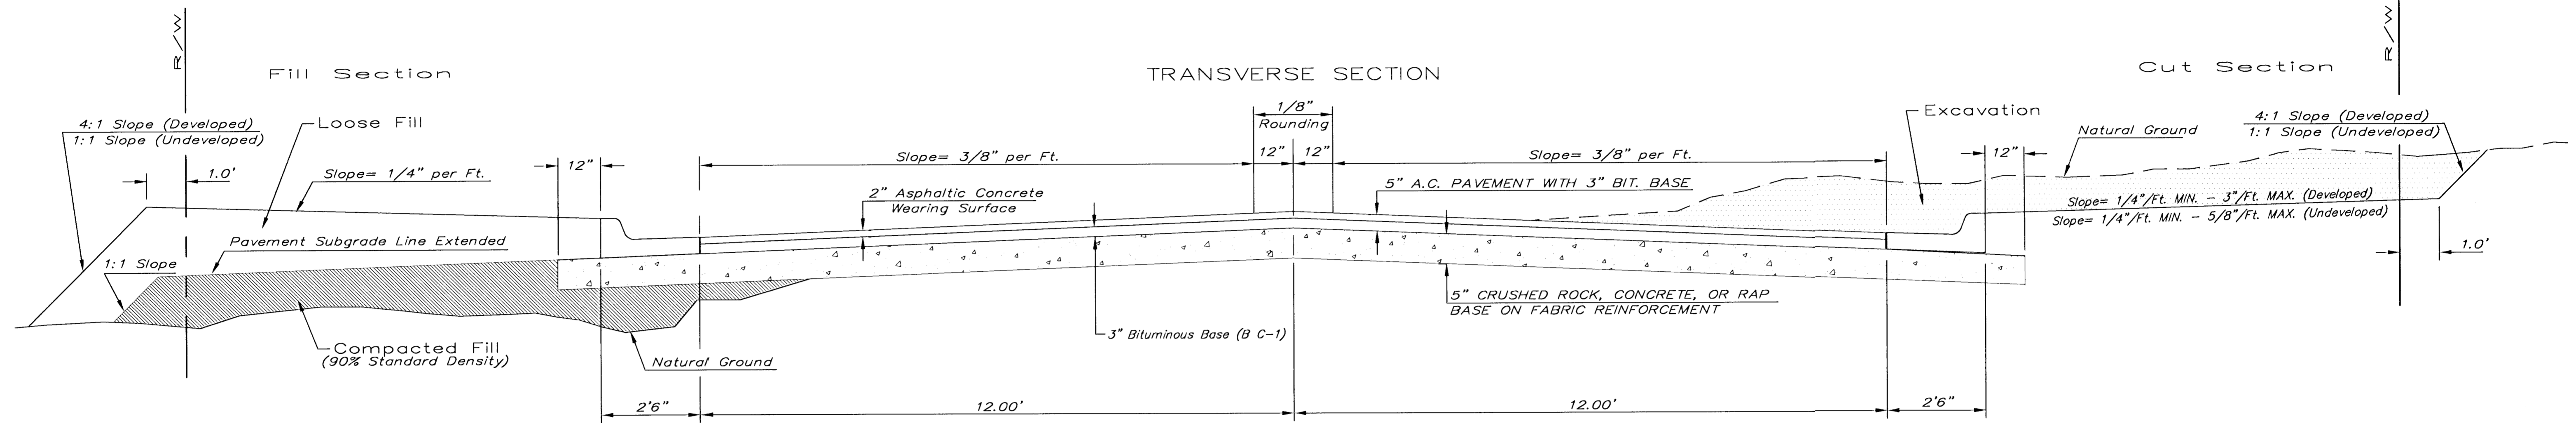 R/W
R/W
Fill Section
TRANSVERSE SECTION
Cut Section
4:1 Slope (Developed)
1:1 Slope (Undeveloped)
Loose Fill
1/8"
Rounding
Excavation
4:1 Slope (Developed)
1:1 Slope (Undeveloped)
Natural Ground
12"
Slope= 3/8" per Ft.
12"
12"
Slope= 3/8" per Ft.
12"
1.0'
Slope= 1/4" per Ft.
2" Asphaltic Concrete
Wearing Surface
5" A.C. PAVEMENT WITH 3" BIT. BASE
Slope= 1/4"/Ft. MIN. - 3"/Ft. MAX. (Developed)
Slope= 1/4"/Ft. MIN. - 5/8"/Ft. MAX. (Undeveloped)
Pavement Subgrade Line Extended
1.0'
1:1 Slope
5" CRUSHED ROCK, CONCRETE, OR RAP
BASE ON FABRIC REINFORCEMENT
3" Bituminous Base (B C-1)
Compacted Fill
(90% Standard Density)
Natural Ground
2'6"
12.00'
12.00'
2'6"